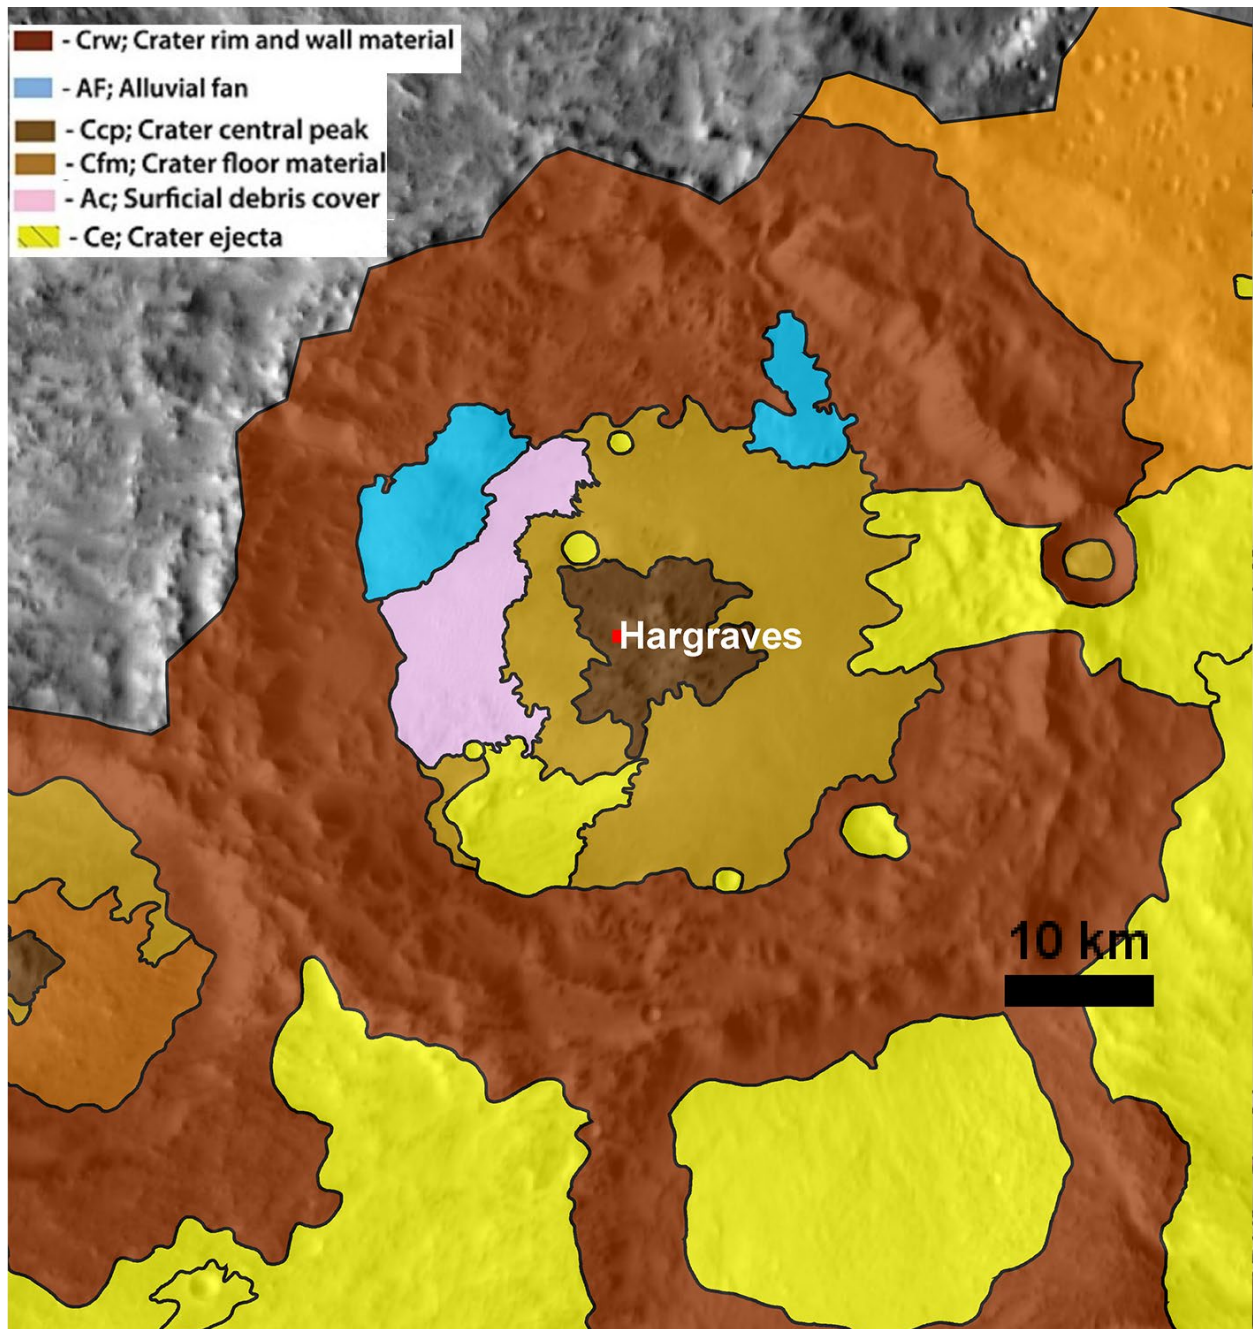 - Crw; Crater rim and wall material
- AF; Alluvial fan
- Ccp; Crater central peak
- Cfm; Crater floor material
- Ac; Surficial debris cover
- Ce; Crater ejecta
Hargraves
10 km